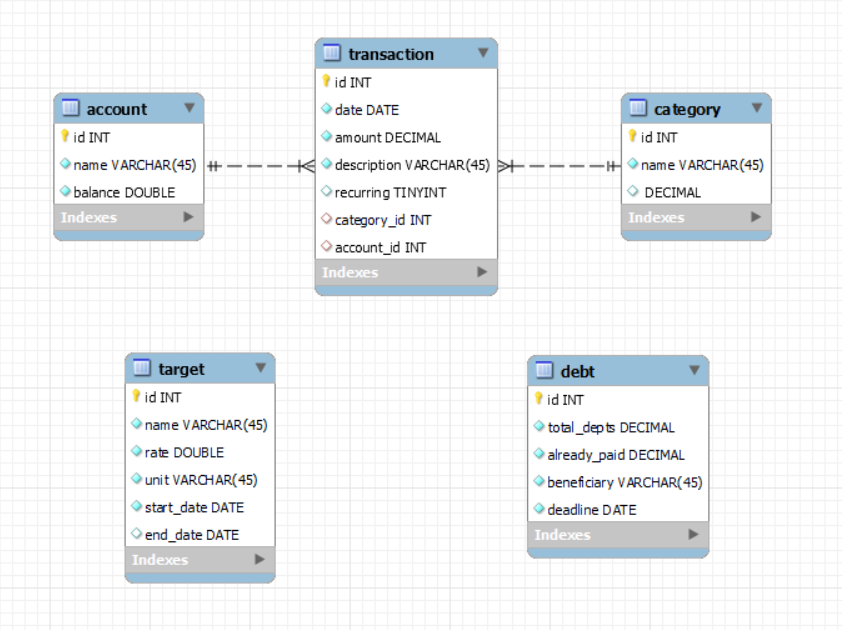 transaction
id INT
date DATE
amount DECIMAL
description VARCHAR(45)
recurring TINYINT
category_id INT
account_id INT
Indexes
account
id INT
name VARCHAR(45)
balance DOUBLE
Indexes
category
id INT
name VARCHAR(45)
DECIMAL
Indexes
target
id INT
name VARCHAR(45)
rate DOUBLE
unit VARCHAR(45)
start_date DATE
end_date DATE
Indexes
debt
id INT
total_depts DECIMAL
already_paid DECIMAL
beneficiary VARCHAR(45)
deadline DATE
Indexes